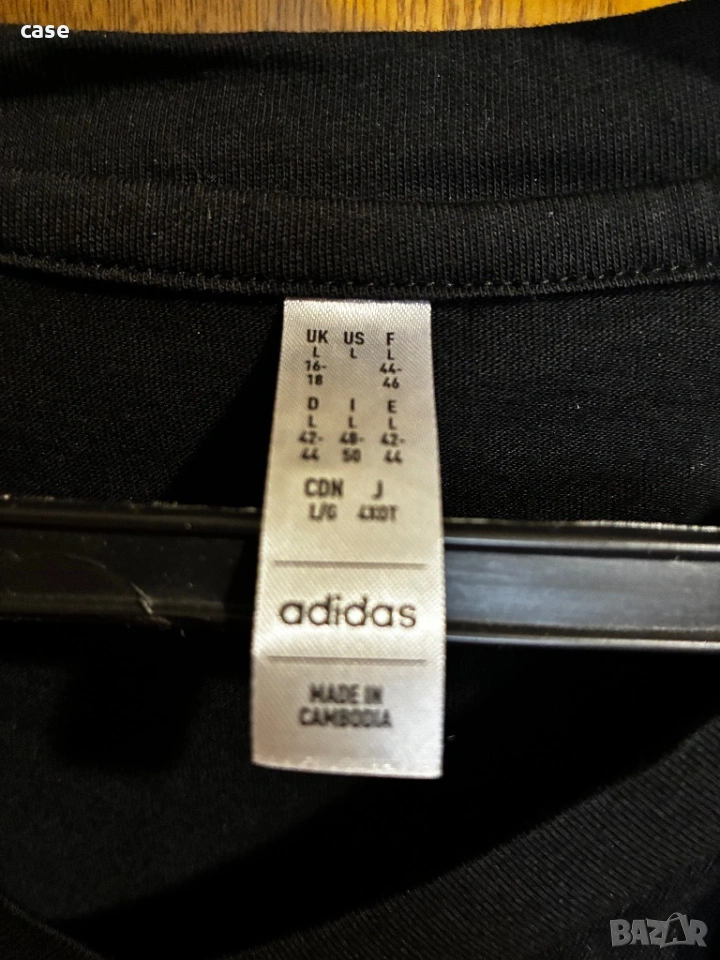 case
UK US F
L L L
16- 44-
18 46
D I E
L L L
42- 48- 42-
44 50 44
CDN J
L/G 4XOT
adidas
MADE IN
CAMBODIA
BAZAR